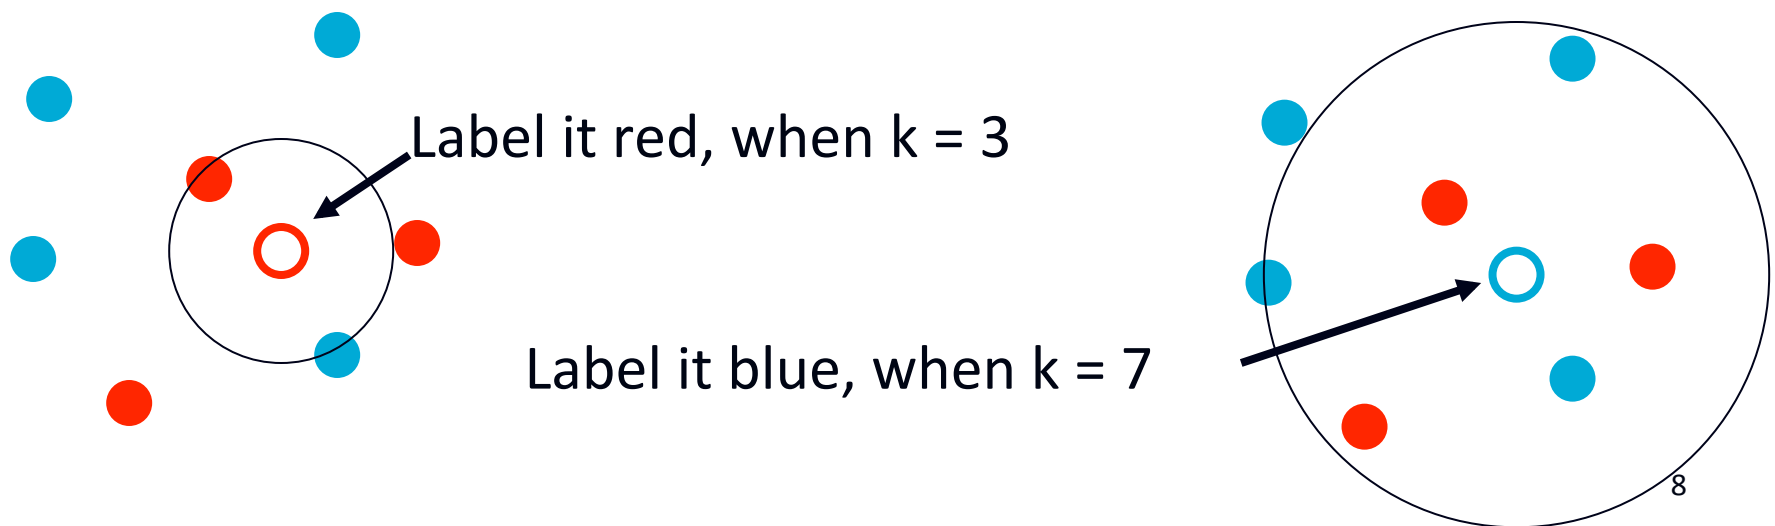 Label it red, when k = 3
Label it blue, when k = 7
8